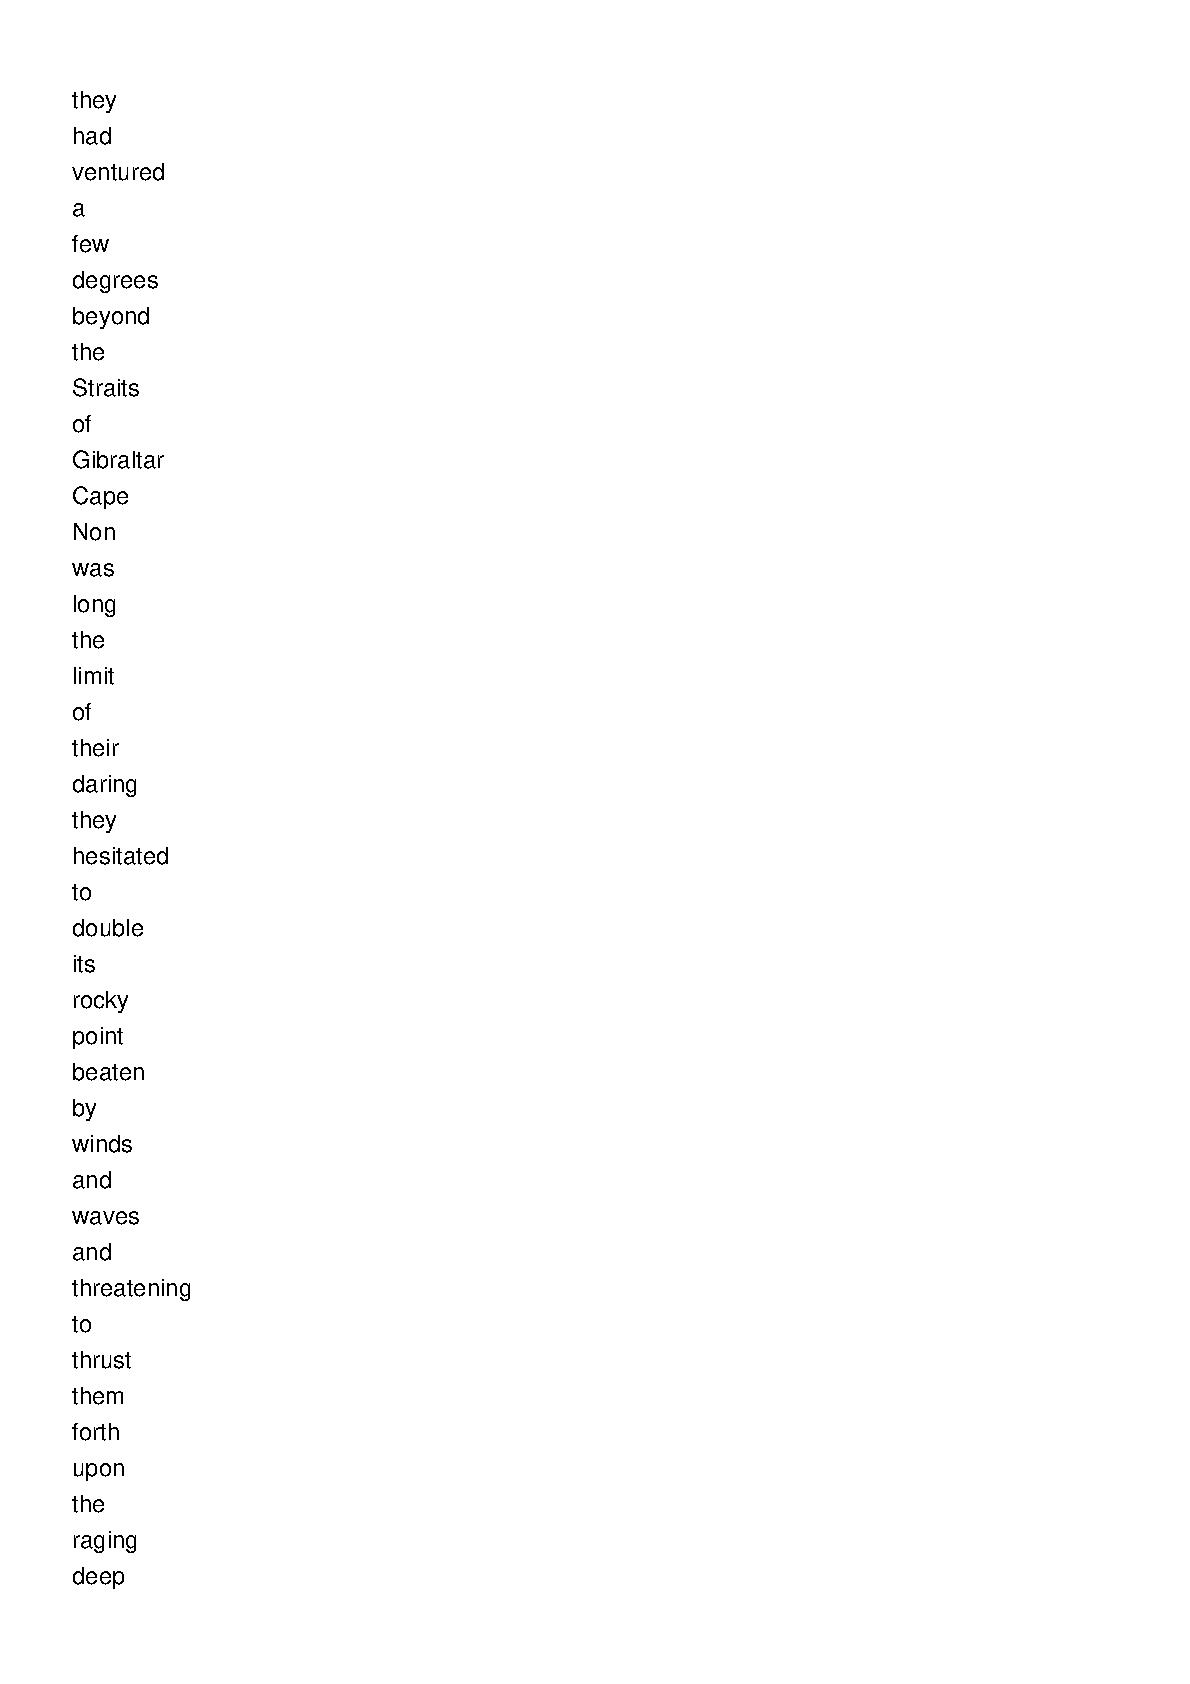 they
had
ventured
a
few
degrees
beyond
the
Straits
of
Gibraltar
Cape
Non
was
long
the
limit
of
their
daring
they
hesitated
to
double
its
rocky
point
beaten
by
winds
and
waves
and
threatening
to
thrust
them
forth
upon
the
raging
deep